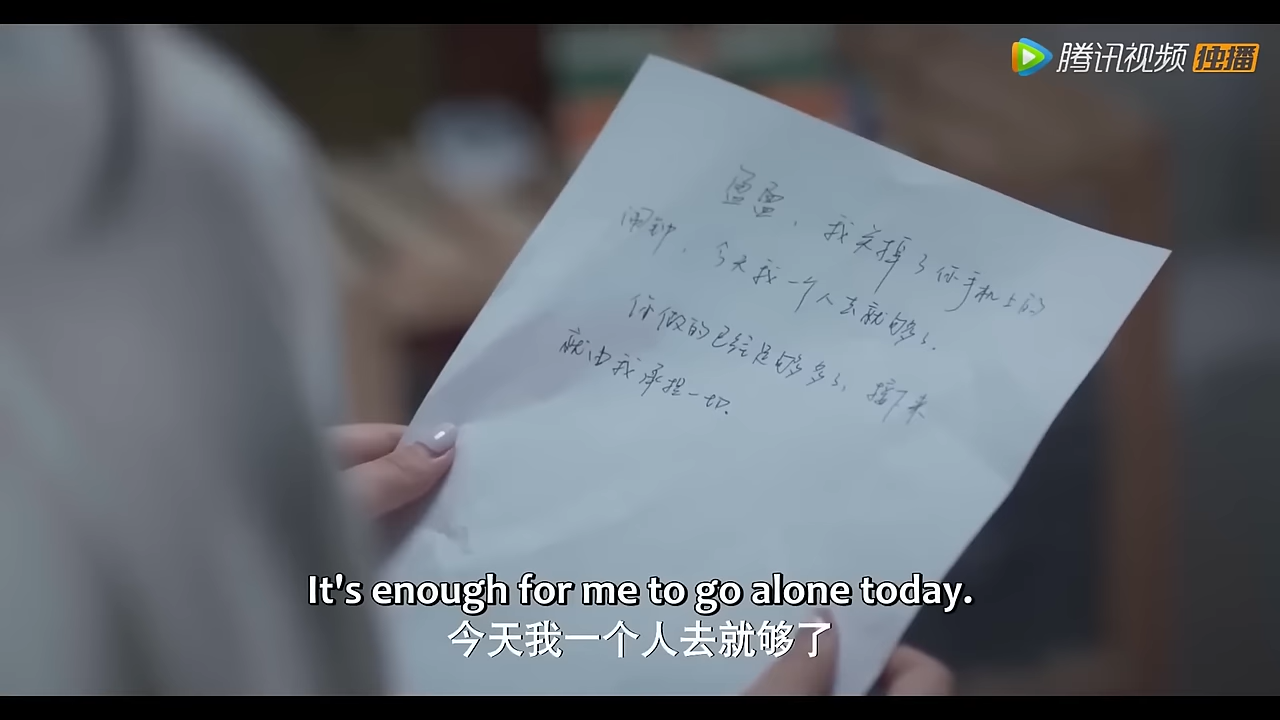 腾讯视频 独播
盈盈，我关掉了你手机上的
闹钟，今天我一个人去就够了．
你做的已经足够多了，接下来
就由我承担一切．
It's enough for me to go alone today.
今天我一个人去就够了